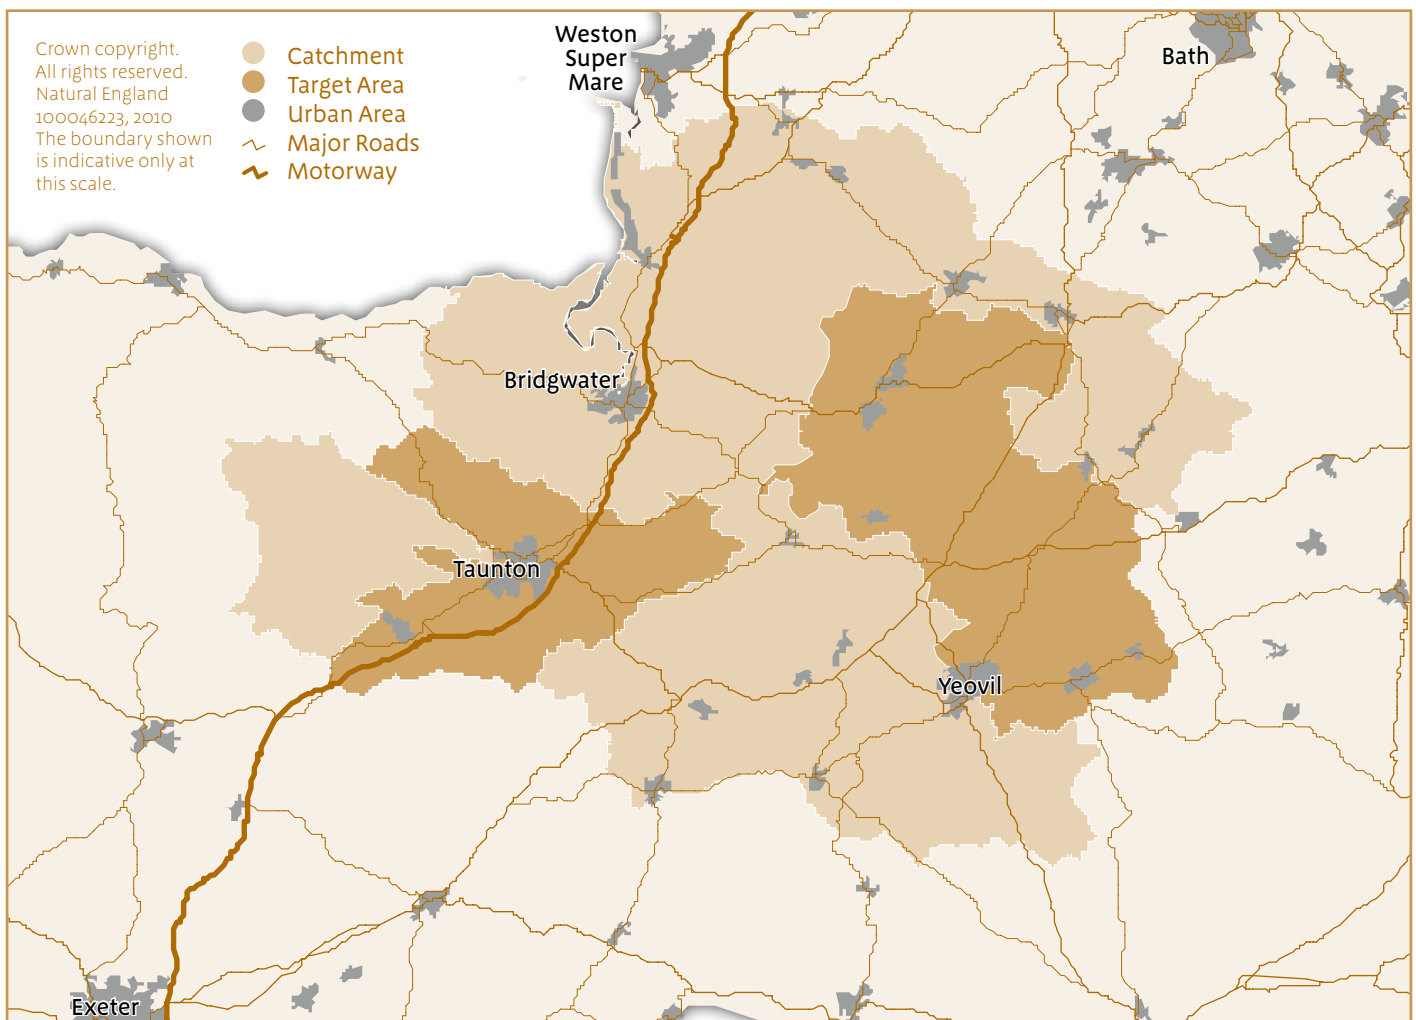 Crown copyright.
All rights reserved.
Natural England
100046223, 2010
The boundary shown
is indicative only at
this scale.
Catchment
Target Area
Urban Area
Major Roads
Motorway
Weston
Super
Mare
Bath
Bridgwater
Taunton
Yeovil
Exeter